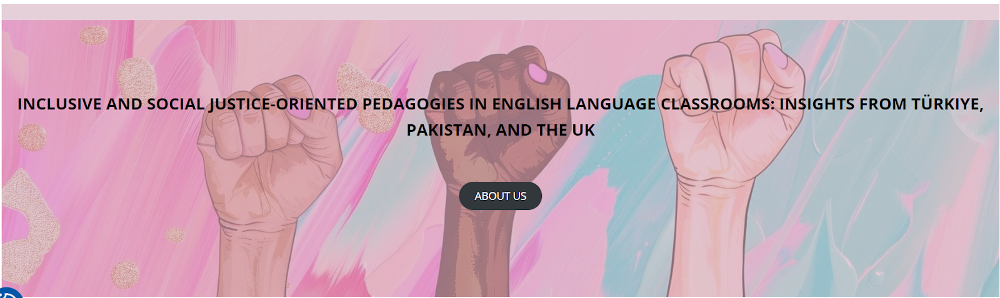 INCLUSIVE AND SOCIAL JUSTICE-ORIENTED PEDAGOGIES IN ENGLISH LANGUAGE CLASSROOMS: INSIGHTS FROM TÜRKIYE,
PAKISTAN, AND THE UK
ABOUT US